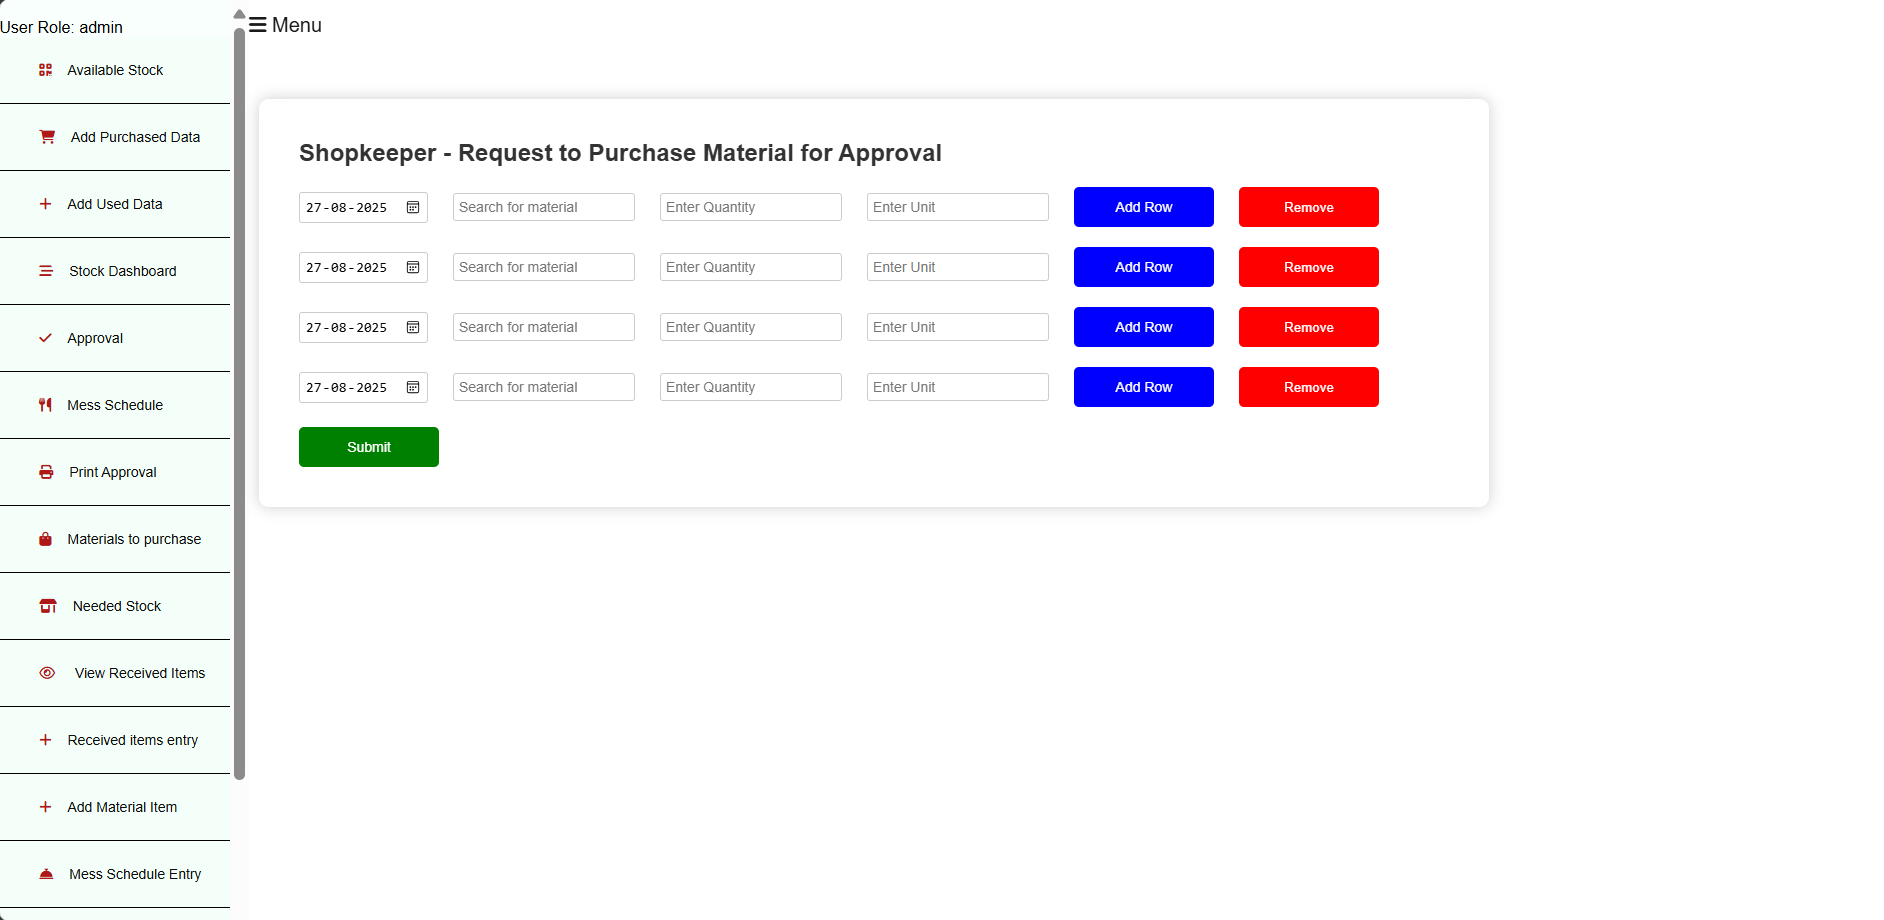 User Role: admin
Available Stock
Add Purchased Data
Add Used Data
Stock Dashboard
Approval
Mess Schedule
Print Approval
Materials to purchase
Needed Stock
View Received Items
Received items entry
Add Material Item
Mess Schedule Entry
Menu
Shopkeeper - Request to Purchase Material for Approval
27-08-2025 Search for material Enter Quantity Enter Unit Add Row Remove
27-08-2025 Search for material Enter Quantity Enter Unit Add Row Remove
27-08-2025 Search for material Enter Quantity Enter Unit Add Row Remove
27-08-2025 Search for material Enter Quantity Enter Unit Add Row Remove
Submit